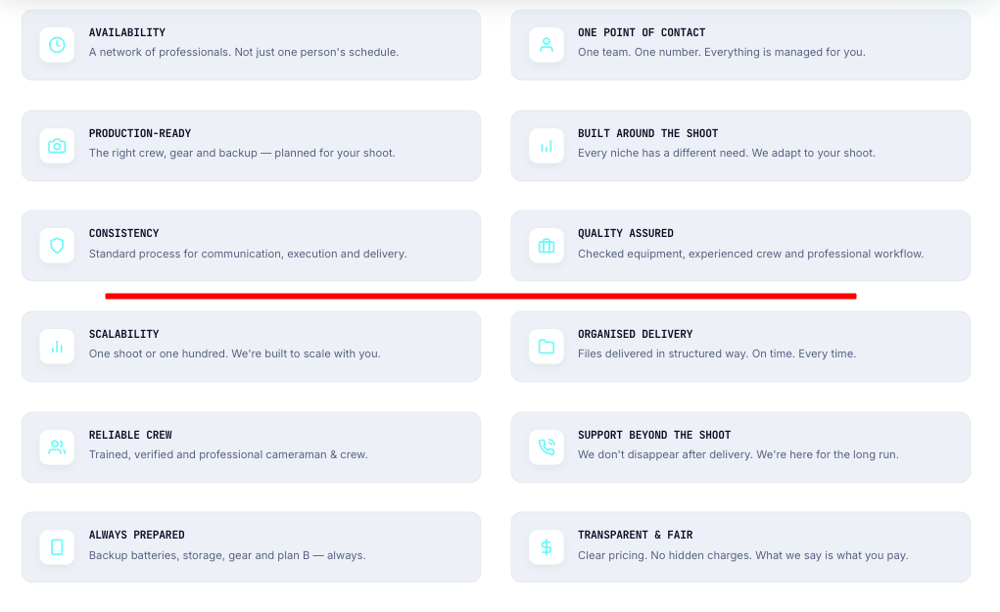 AVAILABILITY
A network of professionals. Not just one person's schedule.
ONE POINT OF CONTACT
One team. One number. Everything is managed for you.
PRODUCTION-READY
The right crew, gear and backup — planned for your shoot.
BUILT AROUND THE SHOOT
Every niche has a different need. We adapt to your shoot.
CONSISTENCY
Standard process for communication, execution and delivery.
QUALITY ASSURED
Checked equipment, experienced crew and professional workflow.
SCALABILITY
One shoot or one hundred. We're built to scale with you.
ORGANISED DELIVERY
Files delivered in structured way. On time. Every time.
RELIABLE CREW
Trained, verified and professional cameraman & crew.
SUPPORT BEYOND THE SHOOT
We don't disappear after delivery. We're here for the long run.
ALWAYS PREPARED
Backup batteries, storage, gear and plan B — always.
TRANSPARENT & FAIR
Clear pricing. No hidden charges. What we say is what you pay.